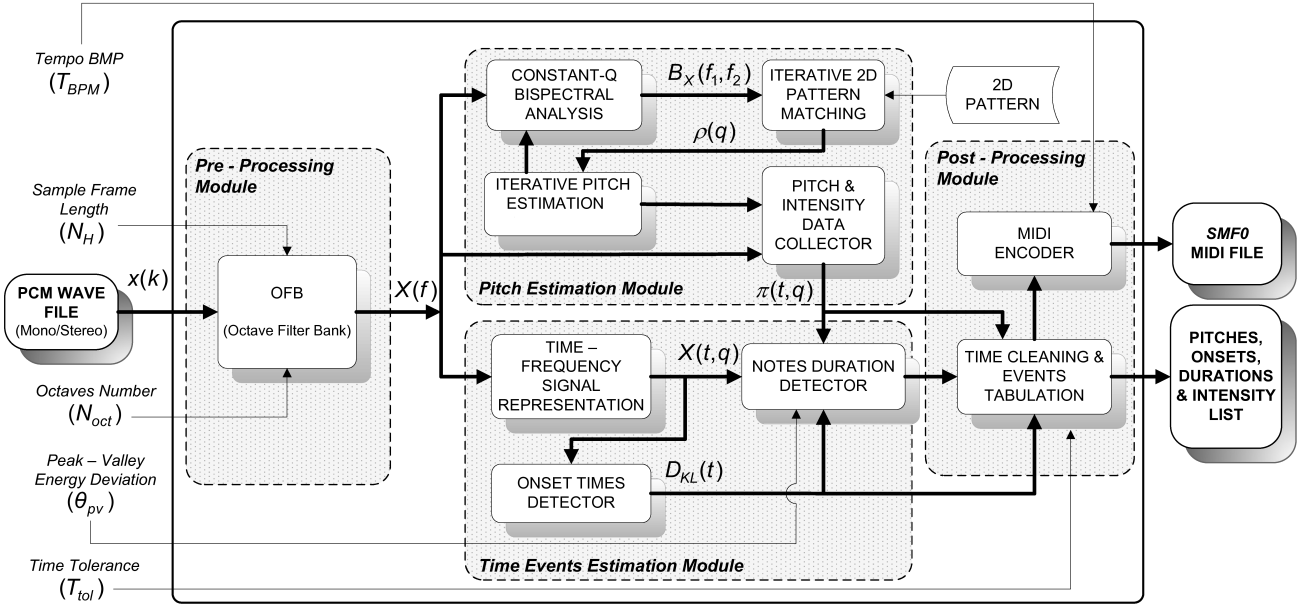 Tempo BMP
(T_BPM)
Sample Frame
Length
(N_H)
PCM WAVE
FILE
(Mono/Stereo)
x(k)
Octaves Number
(N_oct)
Peak – Valley
Energy Deviation
(θ_pv)
Time Tolerance
(T_tol)
Pre - Processing
Module
OFB
(Octave Filter Bank)
X(f)
CONSTANT-Q
BISPECTRAL
ANALYSIS
B_X(f_1,f_2)
ITERATIVE 2D
PATTERN
MATCHING
2D
PATTERN
ρ(q)
ITERATIVE PITCH
ESTIMATION
PITCH &
INTENSITY
DATA
COLLECTOR
Pitch Estimation Module
π(t,q)
TIME –
FREQUENCY
SIGNAL
REPRESENTATION
X(t,q)
NOTES DURATION
DETECTOR
ONSET TIMES
DETECTOR
D_KL(t)
Time Events Estimation Module
Post - Processing
Module
MIDI
ENCODER
TIME CLEANING &
EVENTS
TABULATION
SMF0
MIDI FILE
PITCHES,
ONSETS,
DURATIONS
& INTENSITY
LIST